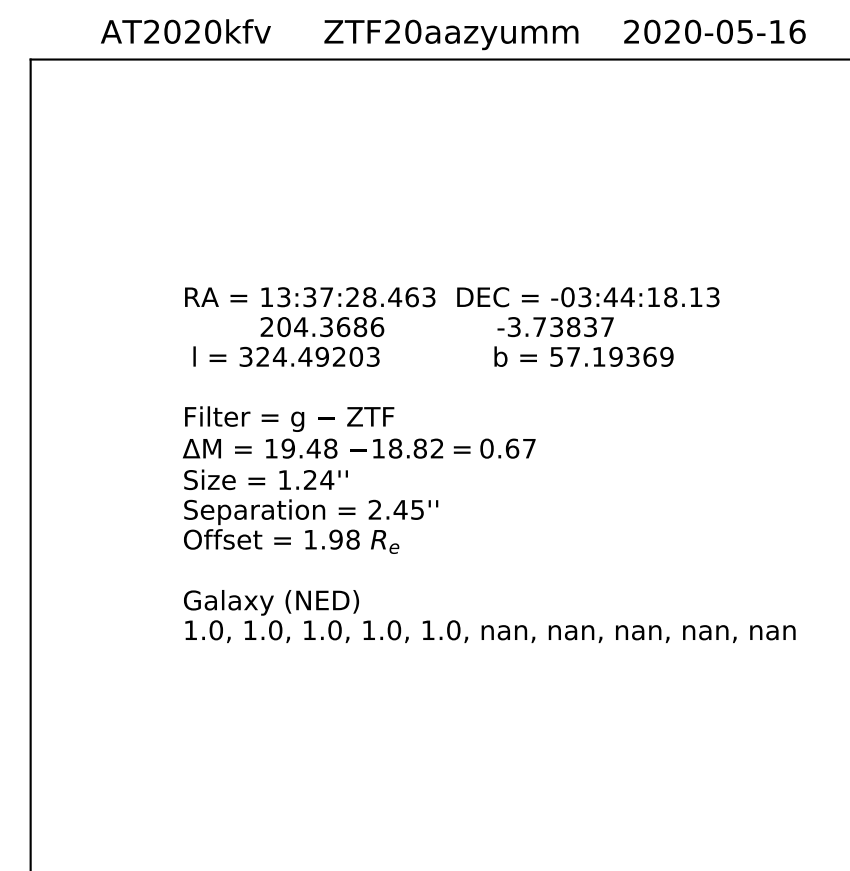 AT2020kfv ZTF20aazyumm 2020-05-16
RA = 13:37:28.463 DEC = -03:44:18.13
204.3686 -3.73837
l = 324.49203 b = 57.19369
Filter = g − ZTF
ΔM = 19.48 −18.82 = 0.67
Size = 1.24''
Separation = 2.45''
Offset = 1.98 Re
Galaxy (NED)
1.0, 1.0, 1.0, 1.0, 1.0, nan, nan, nan, nan, nan